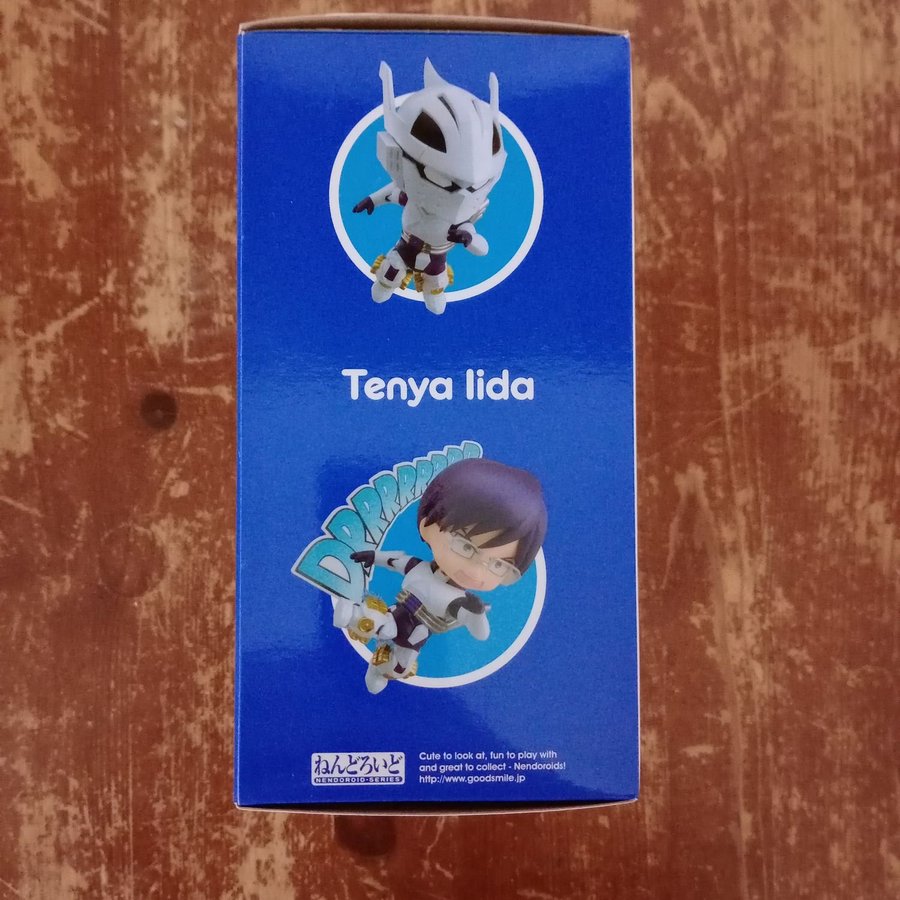 Tenya Iida
DRRRRRRRR
ねんどろいど
NENDOROID-SERIES
Cute to look at, fun to play with
and great to collect - Nendoroids!
http://www.goodsmile.jp